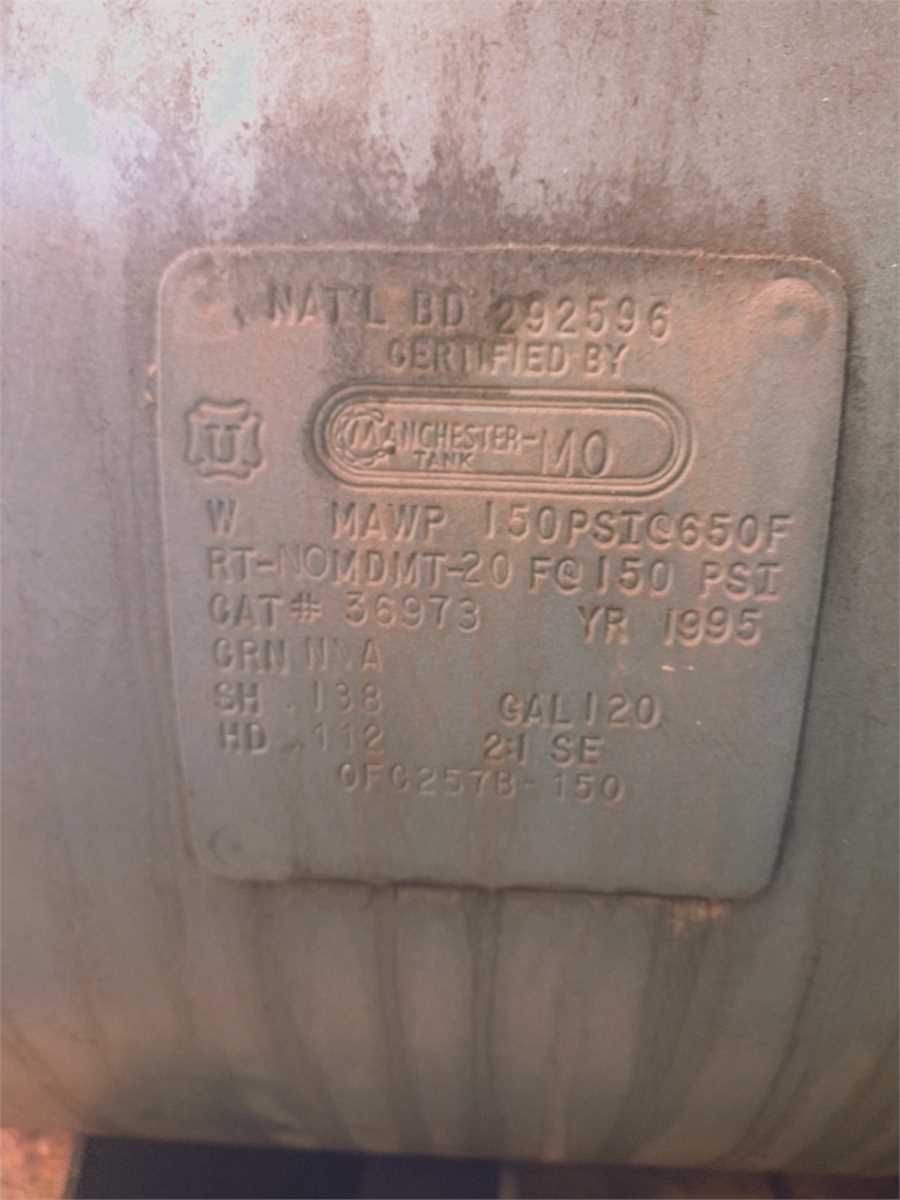 NAT'L BD 292596
CERTIFIED BY
U
MANCHESTER-
TANK
MO
W MAWP 150PSI@650F
RT-NO MDMT-20 F@150 PSI
CAT# 36973 YR 1995
CRN N\A
SH .138 GAL 120
HD .112 2:1 SE
257B-150